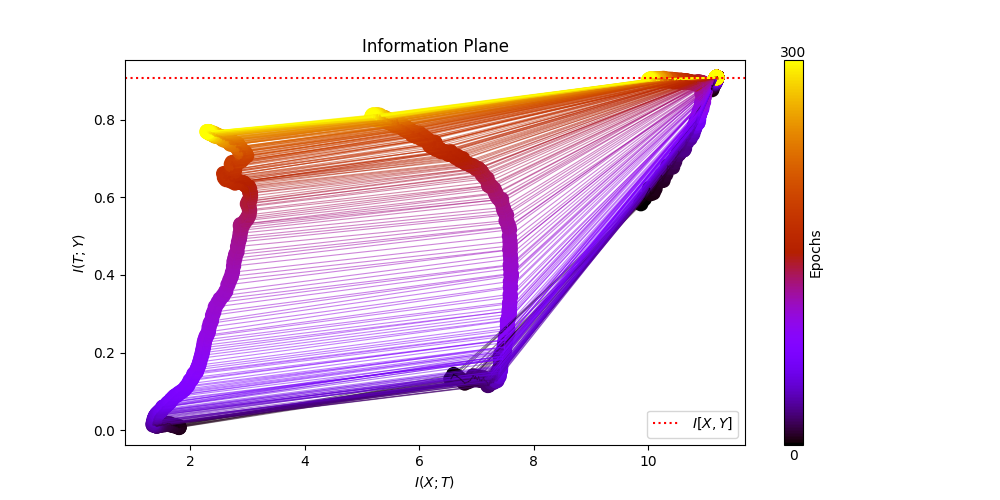 Information Plane
300
0.8
0.6
0.4
0.2
0.0
I(T; Y)
2
4
6
8
10
I(X; T)
I[X, Y]
Epochs
0